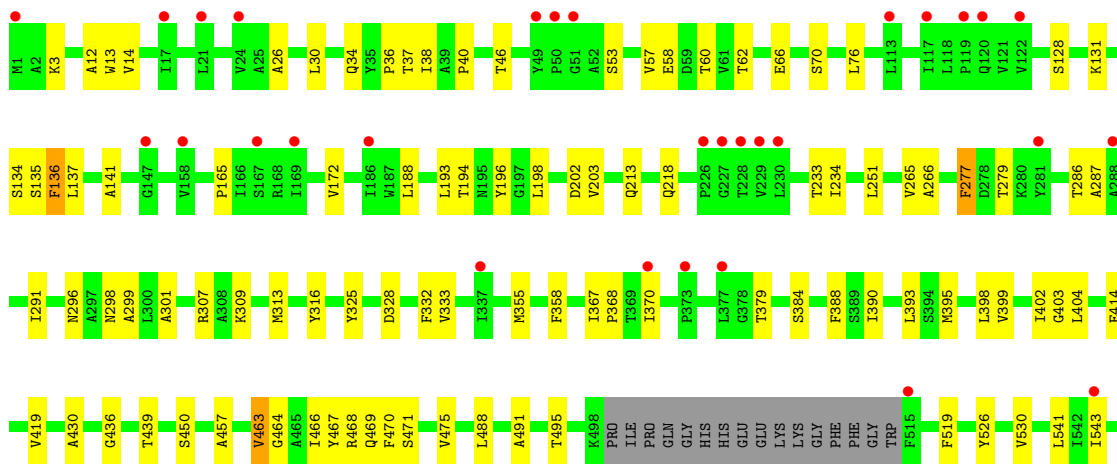 M1 A2 K3 A12 W13 V14 I17 L21 V24 A25 A26 L30 Q34 Y35 P36 T37 I38 A39 P40 T46 Y49 P50 G51 A52 S53 V57 E58 D59 T60 V61 T62 E66 S70 L76 L113 I117 L118 P119 Q120 V121 V122 S128 K131
S134 S135 F136 L137 A141 G147 V158 P165 I166 S167 R168 I169 V172 I186 W187 L188 L193 T194 N195 Y196 G197 L198 D202 V203 Q213 Q218 P226 G227 T228 V229 L230 T233 I234 L251 V265 A266 F277 D278 T279 K280 Y281 T286 A287 A288
I291 N296 A297 N298 A299 L300 A301 R307 A308 K309 M313 Y316 Y325 D328 F332 V333 I337 M355 F358 I367 P368 T369 I370 P373 L377 G378 T379 S384 F388 S389 I390 L393 S394 M395 L398 V399 I402 G403 L404 E414
V419 A430 G436 T439 S450 A457 V463 G464 A465 I466 Y467 R468 Q469 F470 S471 V475 L488 A491 T495 K498 PRO ILE PRO GLN GLY HIS HIS GLU GLU LYS LYS GLY PHE PHE GLY TRP F515 F519 Y526 V530 L541 I542 I543